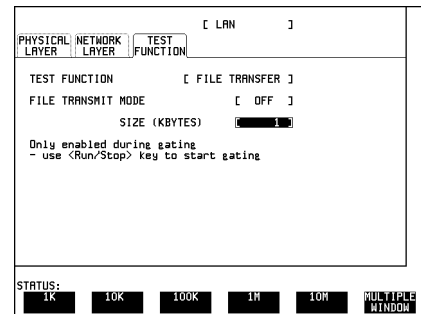 [ LAN ]
PHYSICAL LAYER NETWORK LAYER TEST FUNCTION
TEST FUNCTION [ FILE TRANSFER ]
FILE TRANSMIT MODE [ OFF ]
SIZE (KBYTES) [ 1 ]
Only enabled during gating
- use <Run/Stop> key to start gating
STATUS:
1K 10K 100K 1M 10M MULTIPLE WINDOW